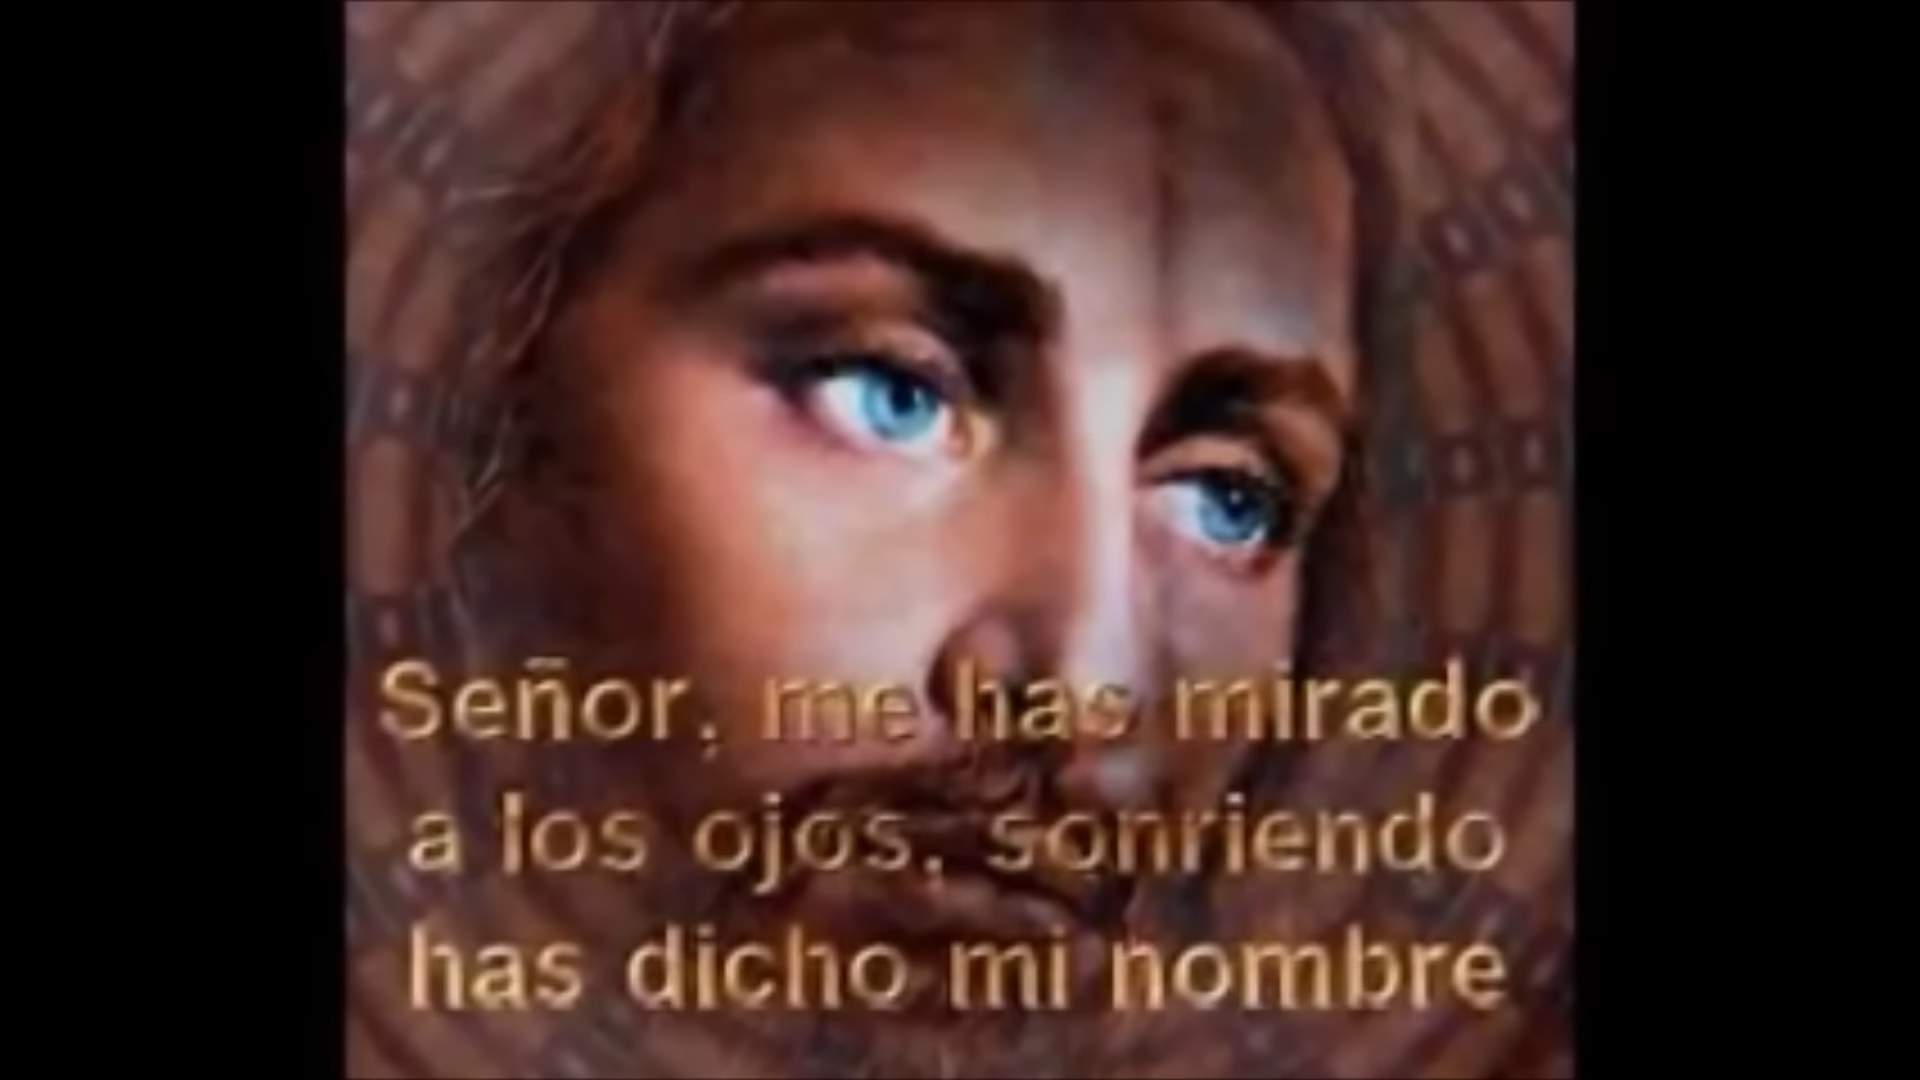 Señor, me has mirado
a los ojos, sonriendo
has dicho mi nombre